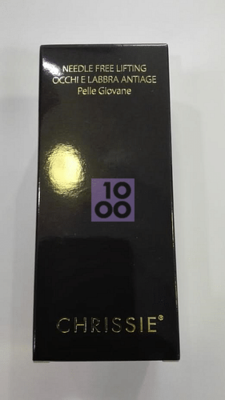 NEEDLE FREE LIFTING
OCCHI E LABBRA ANTIAGE
Pelle Giovane
10
00
CHRISSIE®